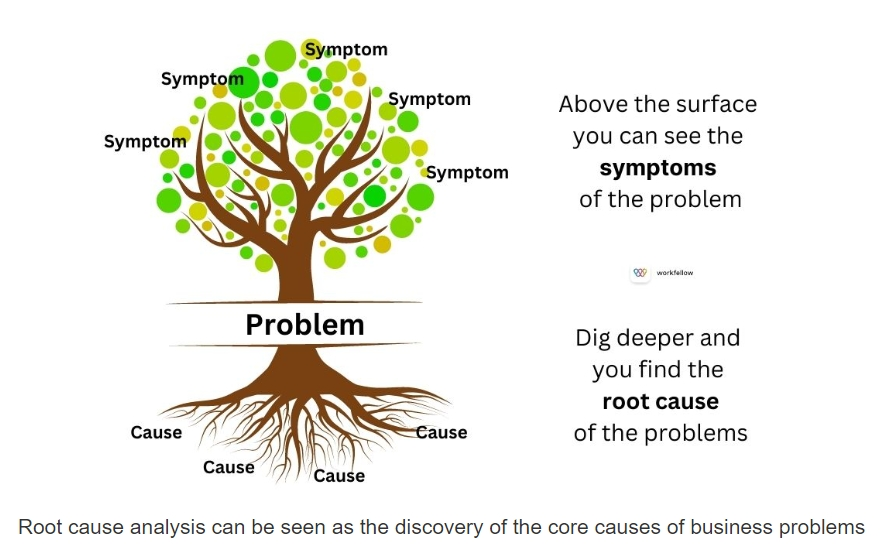 Symptom
Symptom
Symptom
Symptom
Symptom
Problem
Cause
Cause
Cause
Cause
Above the surface
you can see the
symptoms
of the problem
workfellow
Dig deeper and
you find the
root cause
of the problems
Root cause analysis can be seen as the discovery of the core causes of business problems